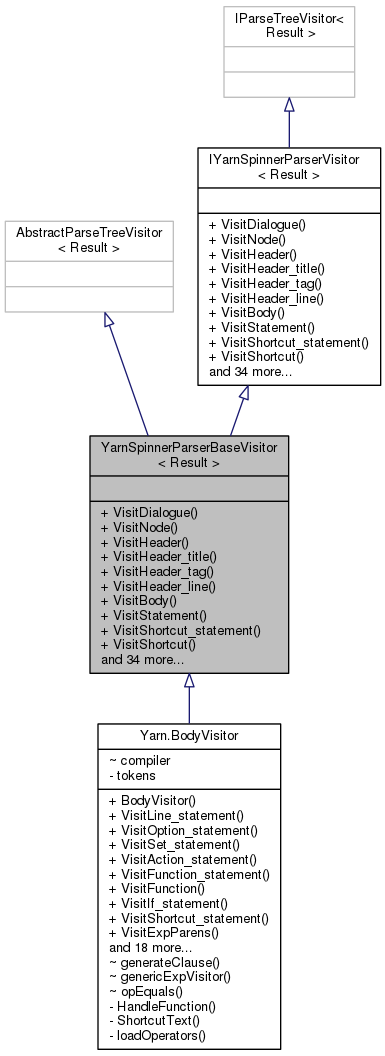 IParseTreeVisitor<
Result >
IYarnSpinnerParserVisitor
< Result >
+ VisitDialogue()
+ VisitNode()
+ VisitHeader()
+ VisitHeader_title()
+ VisitHeader_tag()
+ VisitHeader_line()
+ VisitBody()
+ VisitStatement()
+ VisitShortcut_statement()
+ VisitShortcut()
and 34 more...
AbstractParseTreeVisitor
< Result >
YarnSpinnerParserBaseVisitor
< Result >
+ VisitDialogue()
+ VisitNode()
+ VisitHeader()
+ VisitHeader_title()
+ VisitHeader_tag()
+ VisitHeader_line()
+ VisitBody()
+ VisitStatement()
+ VisitShortcut_statement()
+ VisitShortcut()
and 34 more...
Yarn.BodyVisitor
~ compiler
- tokens
+ BodyVisitor()
+ VisitLine_statement()
+ VisitOption_statement()
+ VisitSet_statement()
+ VisitAction_statement()
+ VisitFunction_statement()
+ VisitFunction()
+ VisitIf_statement()
+ VisitShortcut_statement()
+ VisitExpParens()
and 18 more...
~ generateClause()
~ genericExpVisitor()
~ opEquals()
- HandleFunction()
- ShortcutText()
- loadOperators()